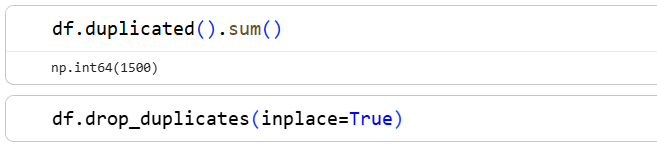 df.duplicated().sum()
np.int64(1500)
df.drop_duplicates(inplace=True)